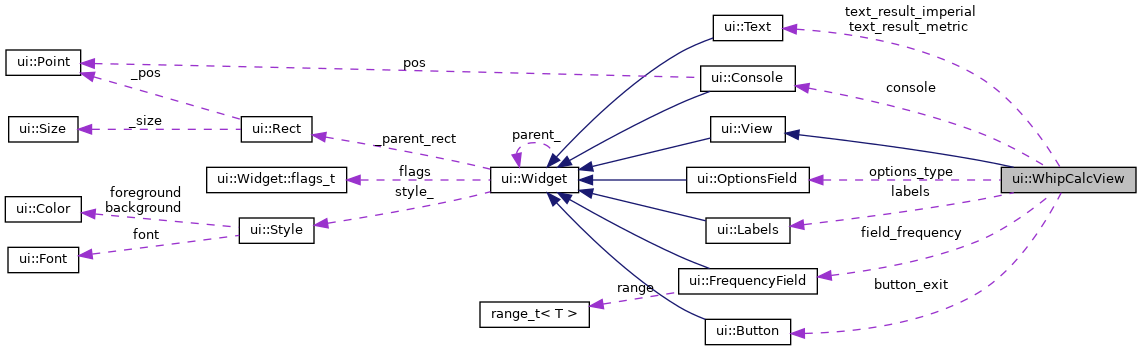 text_result_imperial
text_result_metric
ui::Text
ui::Point
pos
ui::Console
_pos
console
ui::Size
_size
ui::Rect
_parent_rect
parent_
ui::View
ui::Widget::flags_t
flags
ui::Widget
ui::OptionsField
options_type
ui::WhipCalcView
style_
labels
foreground
background
ui::Color
ui::Style
ui::Labels
font
field_frequency
ui::Font
ui::FrequencyField
range
button_exit
range_t< T >
ui::Button